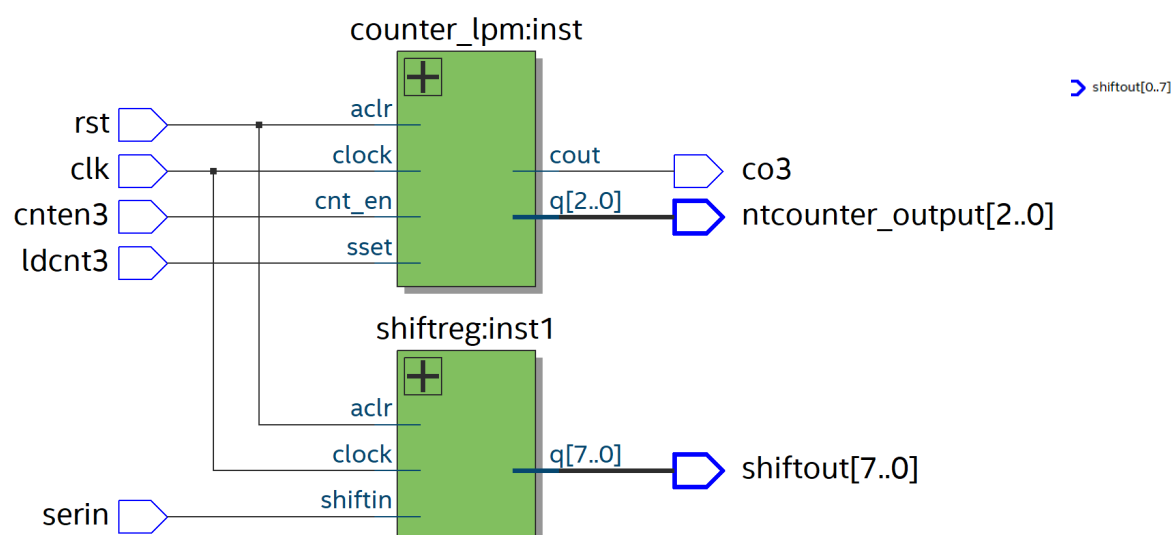 counter_lpm:inst
shiftout[0..7]
rst
aclr
clk
clock
cout
co3
cnten3
cnt_en
q[2..0]
ntcounter_output[2..0]
ldcnt3
sset
shiftreg:inst1
aclr
clock
q[7..0]
shiftout[7..0]
serin
shiftin